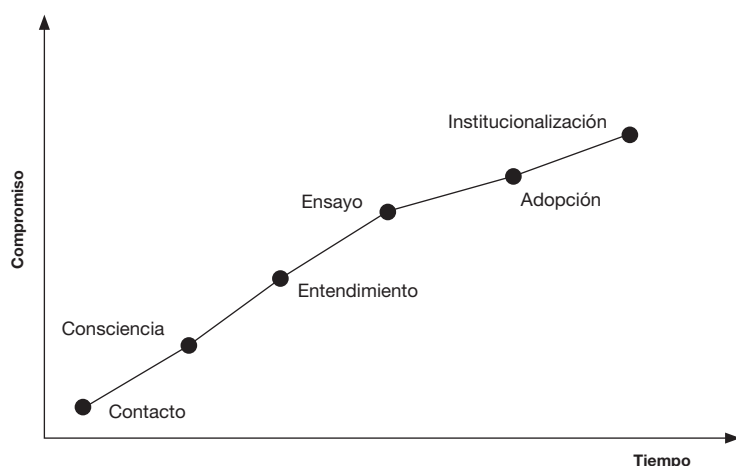 Institucionalización
Ensayo
Adopción
Compromiso
Entendimiento
Consciencia
Contacto
Tiempo